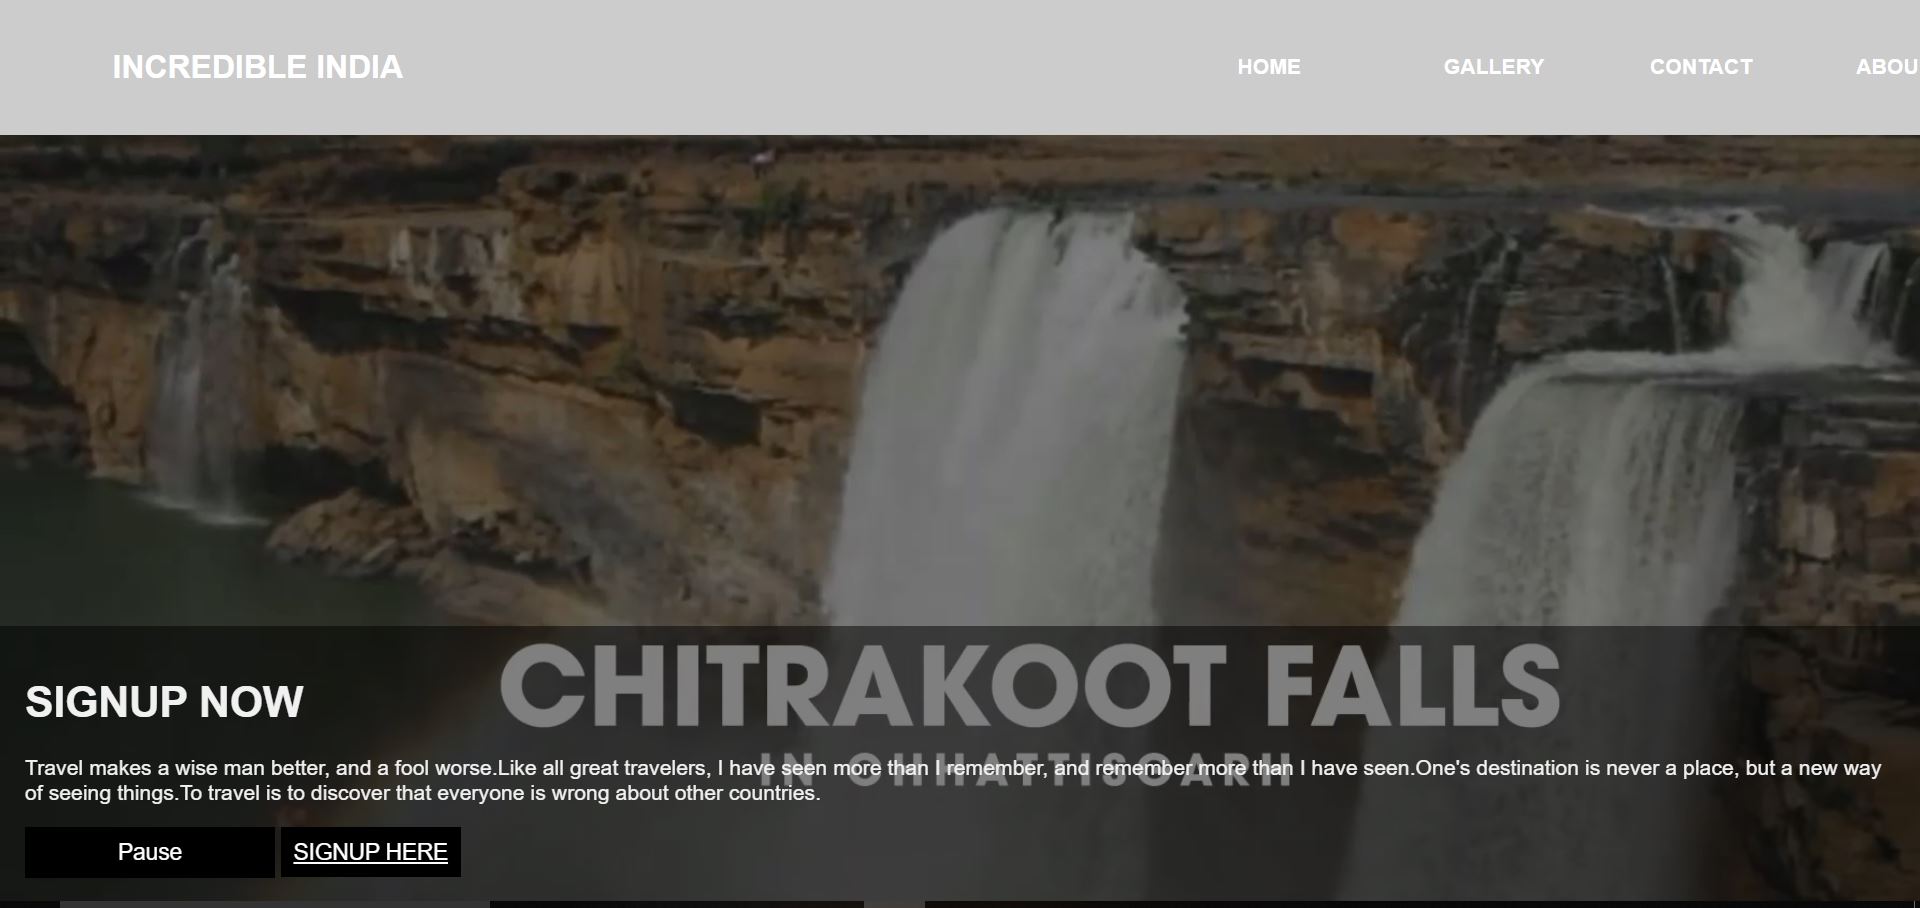 INCREDIBLE INDIA
HOME
GALLERY
CONTACT
ABOU
CHITRAKOOT FALLS
IN CHHATTISGARH
SIGNUP NOW
Travel makes a wise man better, and a fool worse.Like all great travelers, I have seen more than I remember, and remember more than I have seen.One's destination is never a place, but a new way
of seeing things.To travel is to discover that everyone is wrong about other countries.
Pause
SIGNUP HERE